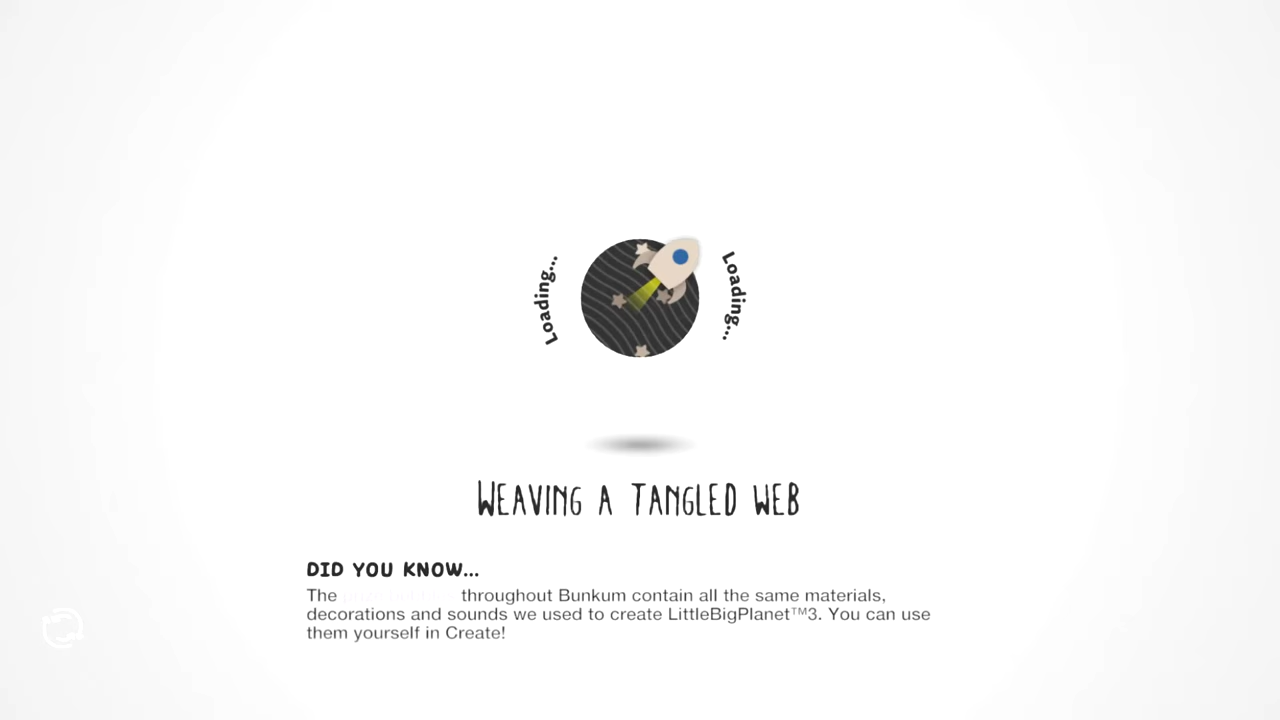 Loading...
Loading...
WEAVING A TANGLED WEB
DID YOU KNOW...
The throughout Bunkum contain all the same materials,
decorations and sounds we used to create LittleBigPlanet™3. You can use
them yourself in Create!